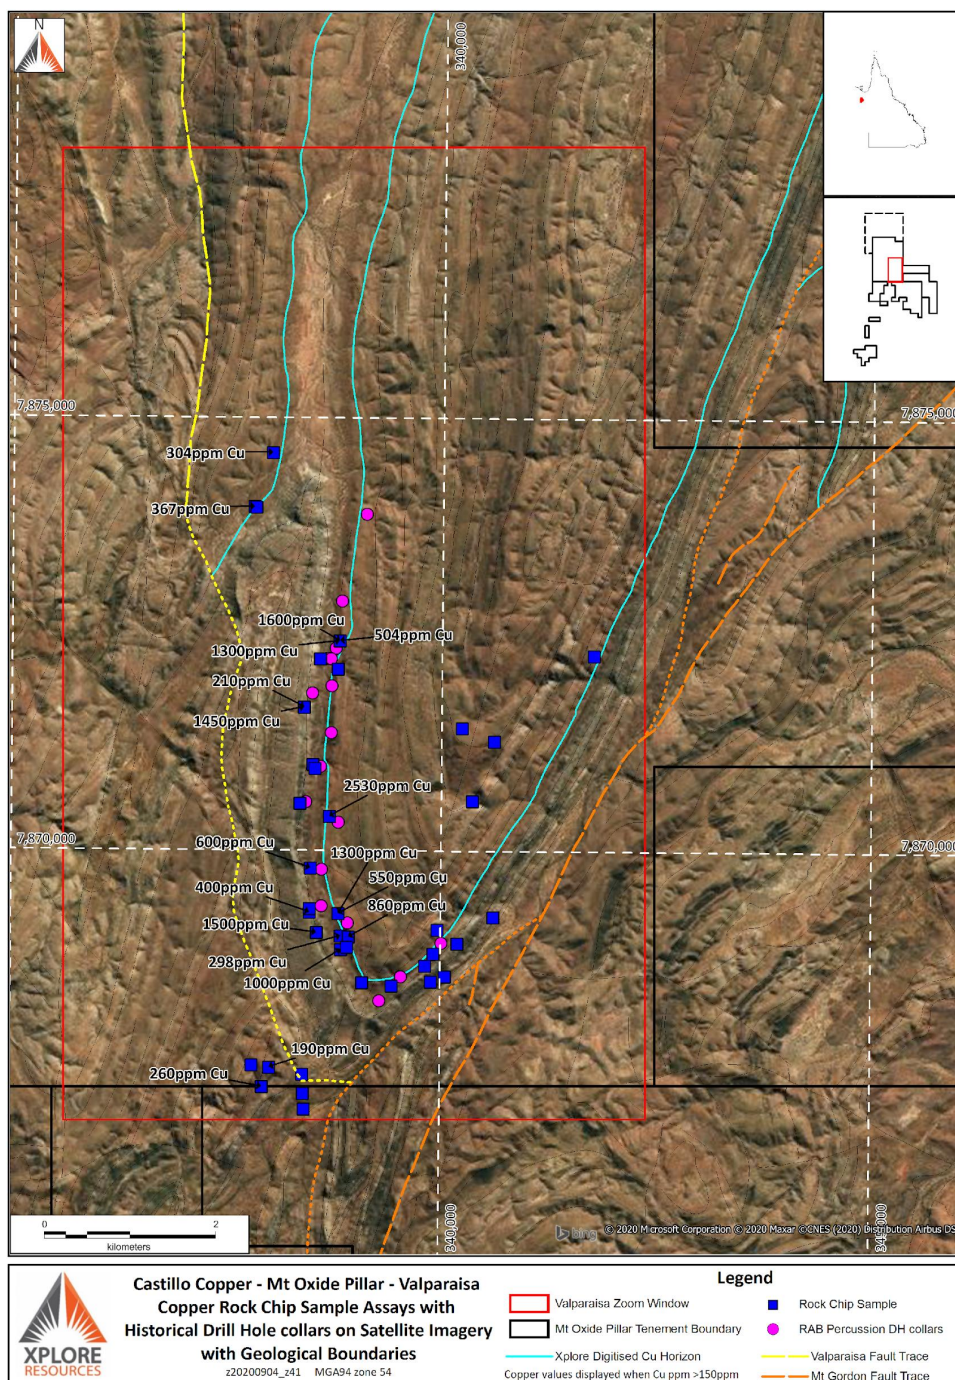 N
340,000
7,875,000
7,875,000
304ppm Cu
367ppm Cu
1600ppm Cu
504ppm Cu
1300ppm Cu
210ppm Cu
1450ppm Cu
2530ppm Cu
7,870,000
7,870,000
1300ppm Cu
600ppm Cu
550ppm Cu
400ppm Cu
860ppm Cu
1500ppm Cu
298ppm Cu
1000ppm Cu
190ppm Cu
260ppm Cu
340,000
0 2
kilometers
bing
© 2020 Microsoft Corporation © 2020 Maxar ©CNES (2020) Distribution Airbus DS
XPLORE
RESOURCES
Castillo Copper - Mt Oxide Pillar - Valparaisa
Copper Rock Chip Sample Assays with
Historical Drill Hole collars on Satellite Imagery
with Geological Boundaries
z20200904_z41 MGA94 zone 54
Legend
Valparaisa Zoom Window
Rock Chip Sample
Mt Oxide Pillar Tenement Boundary
RAB Percussion DH collars
Xplore Digitised Cu Horizon
Valparaisa Fault Trace
Copper values displayed when Cu ppm >150ppm
Mt Gordon Fault Trace